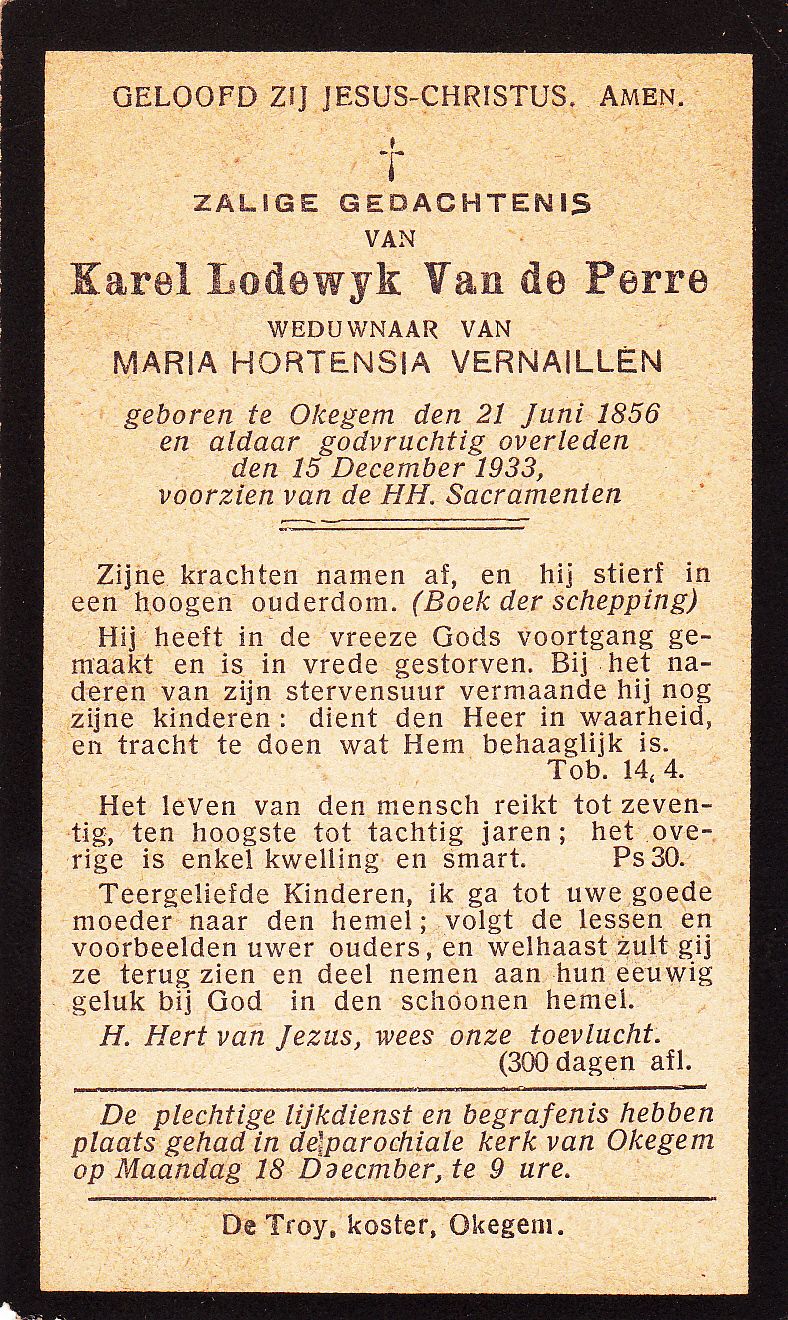 GELOOFD ZIJ JESUS-CHRISTUS. AMEN.
†
ZALIGE GEDACHTENIS
VAN
Karel Lodewyk Van de Perre
WEDUWNAAR VAN
MARIA HORTENSIA VERNAILLEN
geboren te Okegem den 21 Juni 1856
en aldaar godvruchtig overleden
den 15 December 1933,
voorzien van de HH. Sacramenten
Zijne krachten namen af, en hij stierf in
een hoogen ouderdom. (Boek der schepping)
Hij heeft in de vreeze Gods voortgang ge-
maakt en is in vrede gestorven. Bij het na-
deren van zijn stervensuur vermaande hij nog
zijne kinderen: dient den Heer in waarheid,
en tracht te doen wat Hem behaaglijk is.
Tob. 14, 4.
Het leven van den mensch reikt tot zeven-
tig, ten hoogste tot tachtig jaren; het ove-
rige is enkel kwelling en smart. Ps 30.
Teergeliefde Kinderen, ik ga tot uwe goede
moeder naar den hemel; volgt de lessen en
voorbeelden uwer ouders, en welhaast zult gij
ze terug zien en deel nemen aan hun eeuwig
geluk bij God in den schoonen hemel.
H. Hert van Jezus, wees onze toevlucht.
(300 dagen afl.
De plechtige lijkdienst en begrafenis hebben
plaats gehad in de parochiale kerk van Okegem
op Maandag 18 Daecmber, te 9 ure.
De Troy, koster, Okegem.